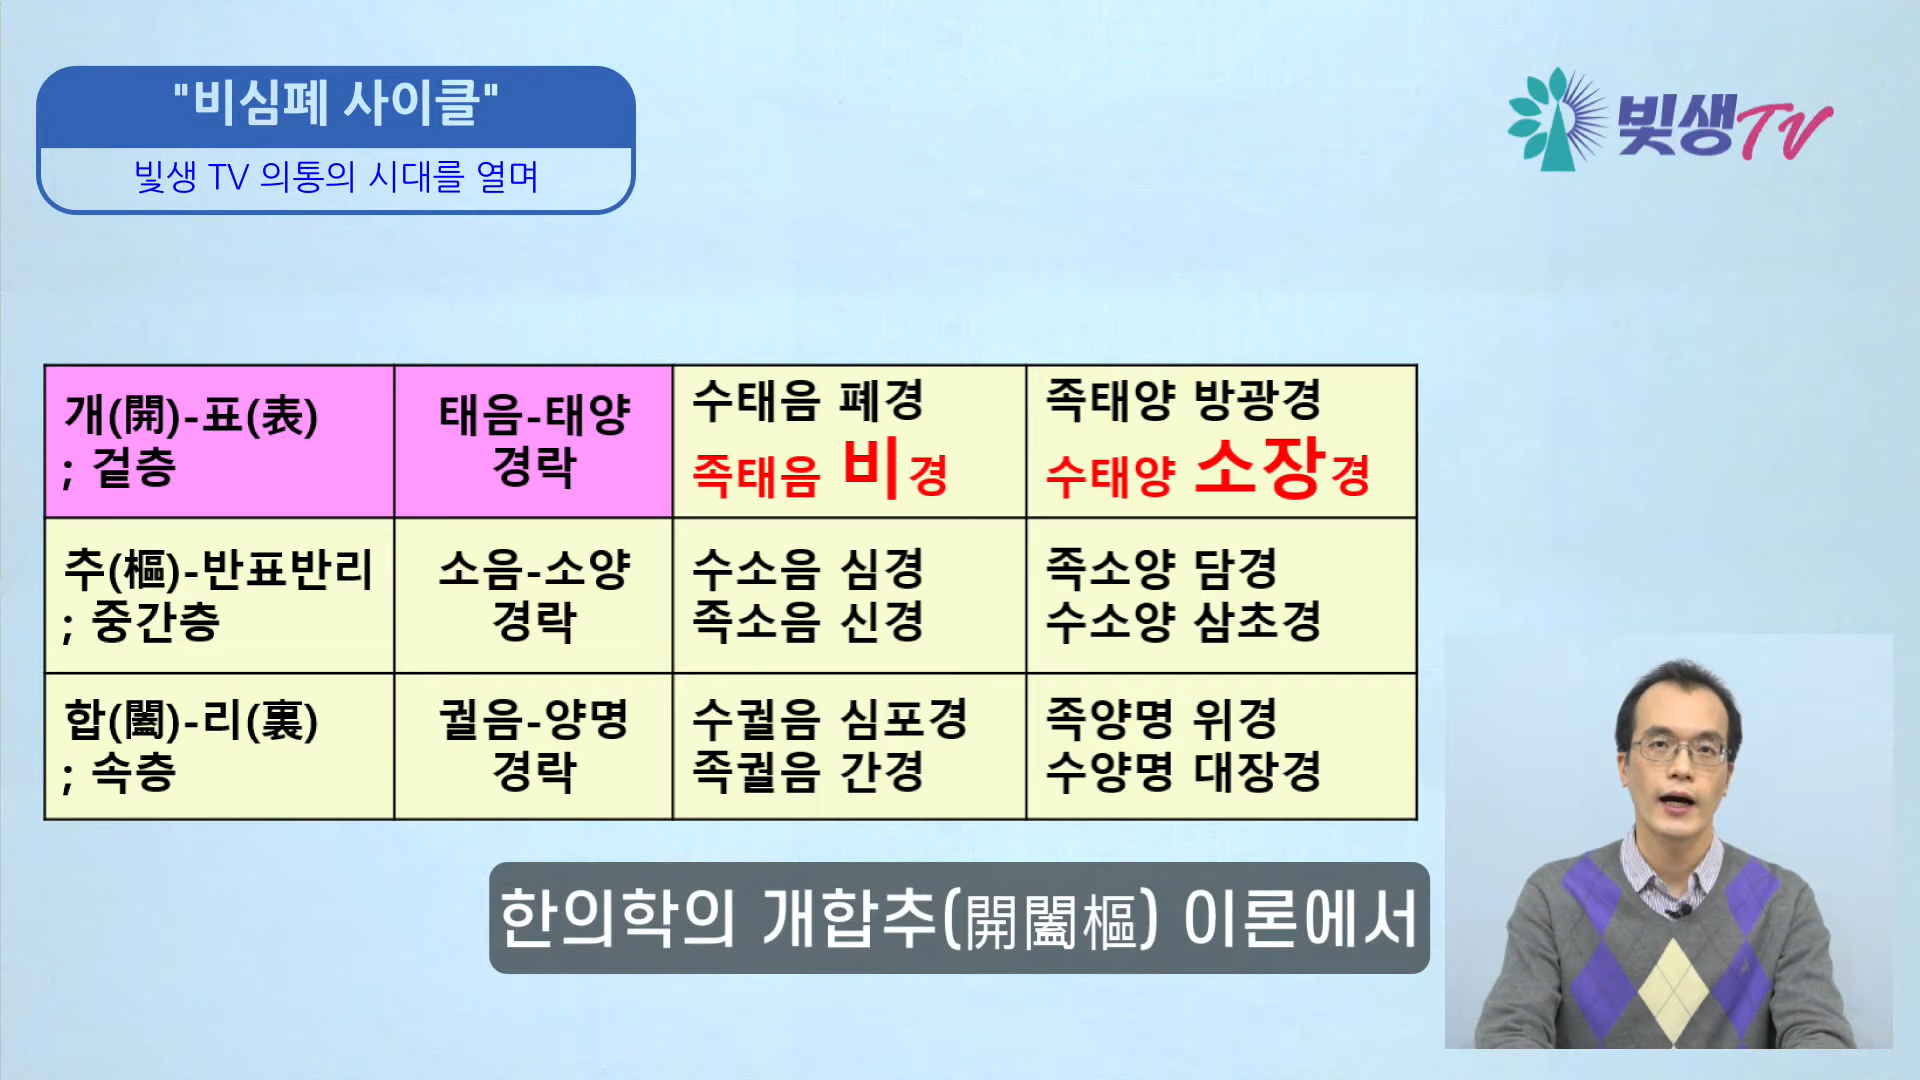 "비심폐 사이클"
빛생 TV 의통의 시대를 열며
빛생TV
개(開)-표(表)
; 겉층
태음-태양
경락
수태음 폐경
족태음 비경
족태양 방광경
수태양 소장경
추(樞)-반표반리
; 중간층
소음-소양
경락
수소음 심경
족소음 신경
족소양 담경
수소양 삼초경
합(闔)-리(裏)
; 속층
궐음-양명
경락
수궐음 심포경
족궐음 간경
족양명 위경
수양명 대장경
한의학의 개합추(開闔樞) 이론에서